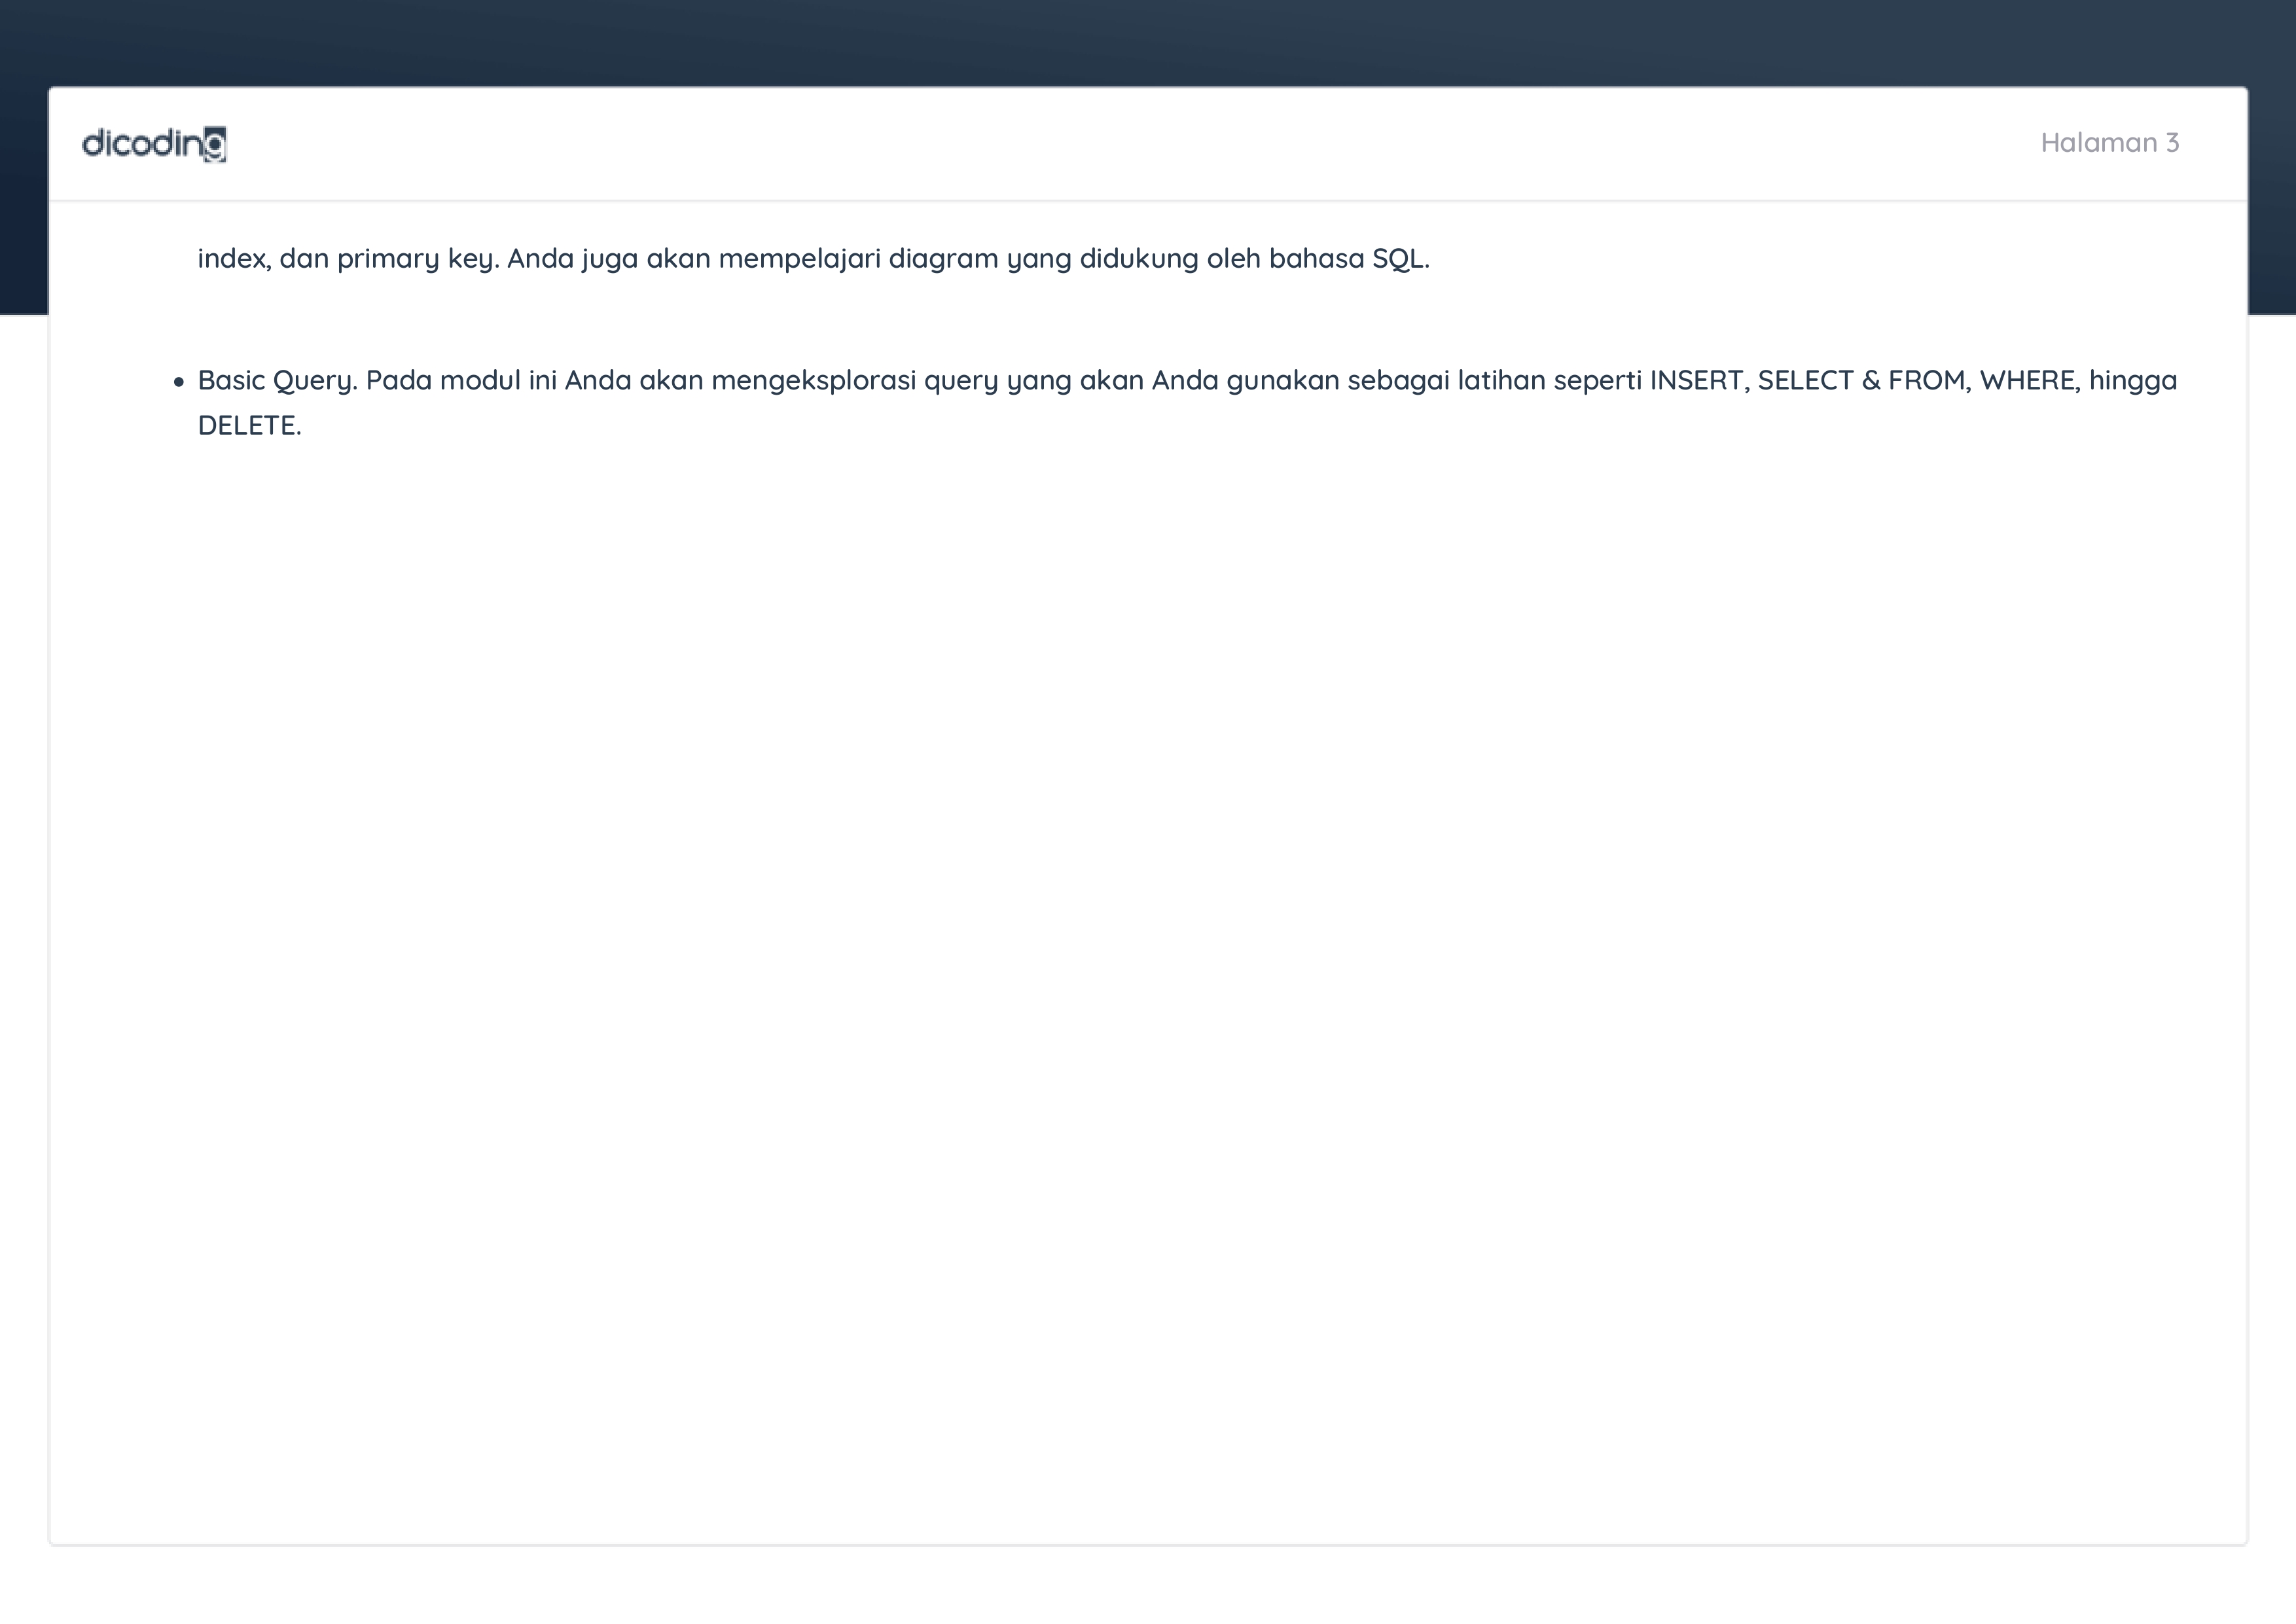 dicoding
Halaman 3
index, dan primary key. Anda juga akan mempelajari diagram yang didukung oleh bahasa SQL.
• Basic Query. Pada modul ini Anda akan mengeksplorasi query yang akan Anda gunakan sebagai latihan seperti INSERT, SELECT & FROM, WHERE, hingga
DELETE.